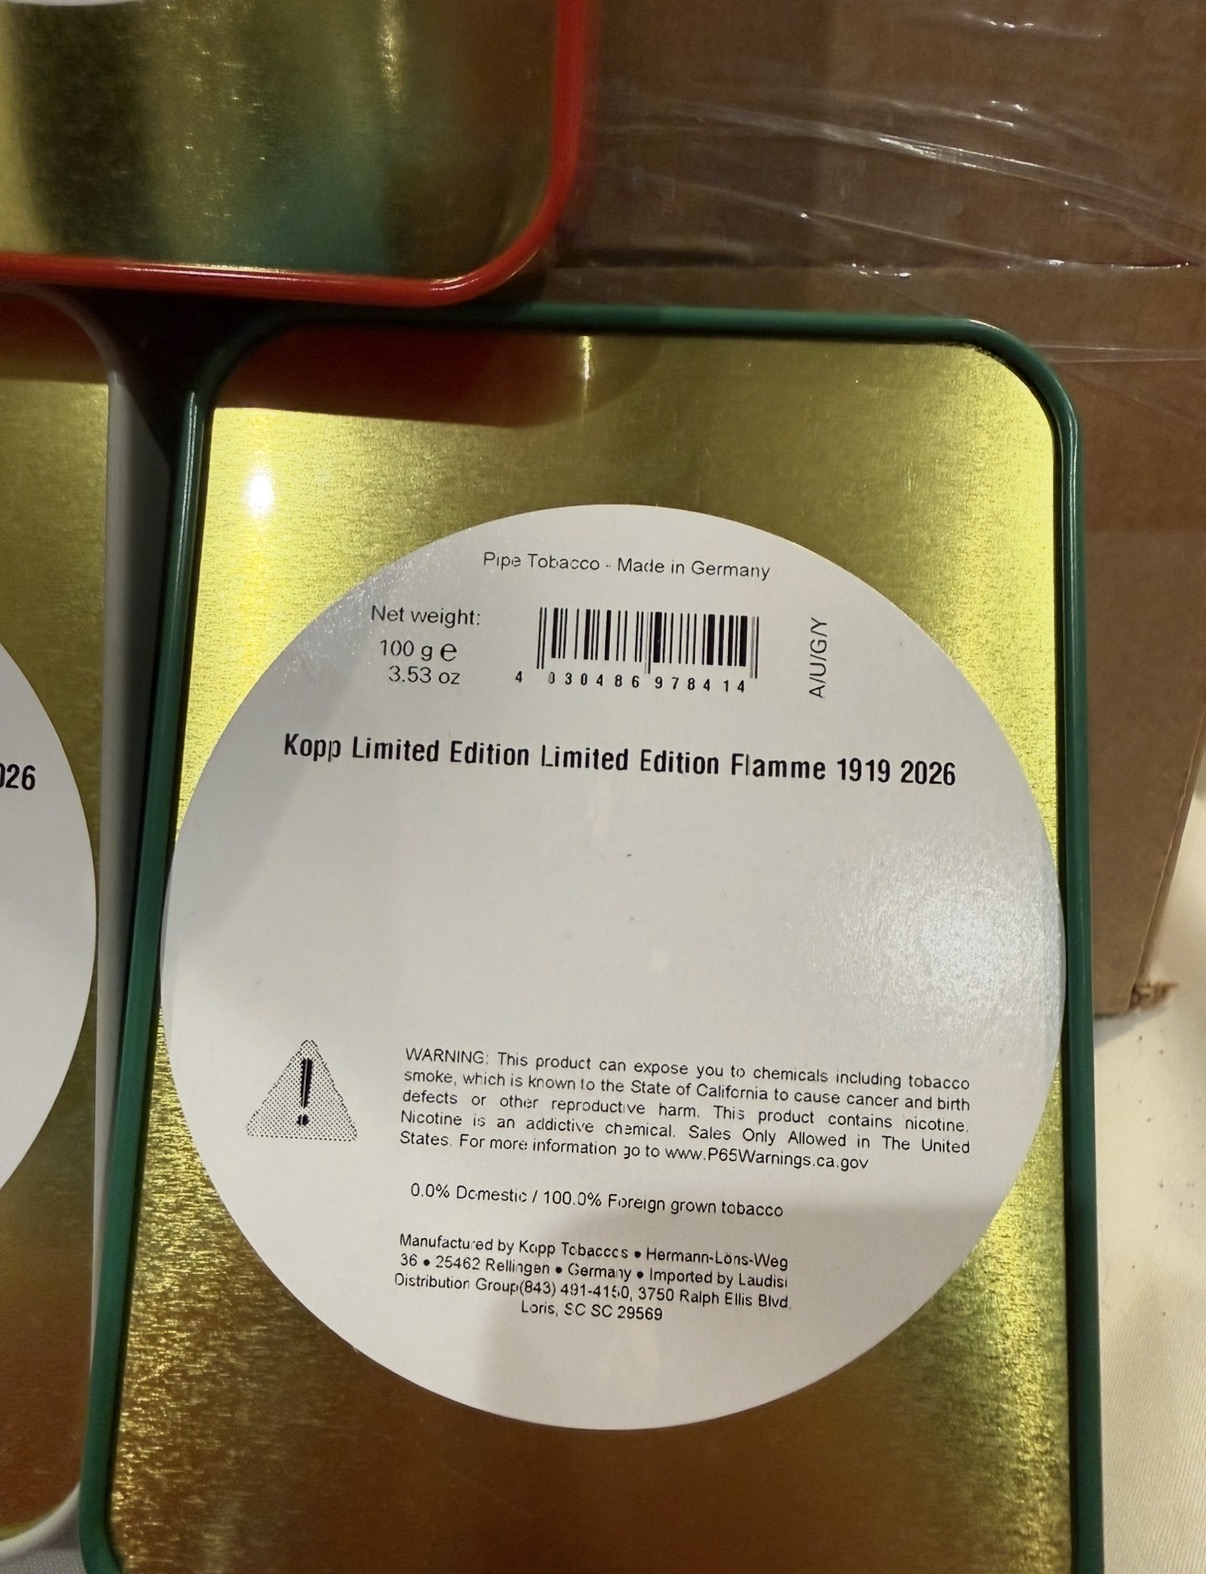 Pipe Tobacco - Made in Germany
Net weight:
100 g e
3.53 oz
4 030486 978414
A/U/G/Y
Kopp Limited Edition Limited Edition Flamme 1919 2026
026
WARNING: This product can expose you to chemicals including tobacco
smoke, which is known to the State of California to cause cancer and birth
defects or other reproductive harm. This product contains nicotine.
Nicotine is an addictive chemical. Sales Only Allowed in The United
States. For more information go to www.P65Warnings.ca.gov
0.0% Domestic / 100.0% Foreign grown tobacco
Manufactured by Kopp Tobaccos • Hermann-Löns-Weg
36 • 25462 Rellingen • Germany • Imported by Laudisi
Distribution Group(843) 491-4150, 3750 Ralph Ellis Blvd,
Loris, SC SC 29569